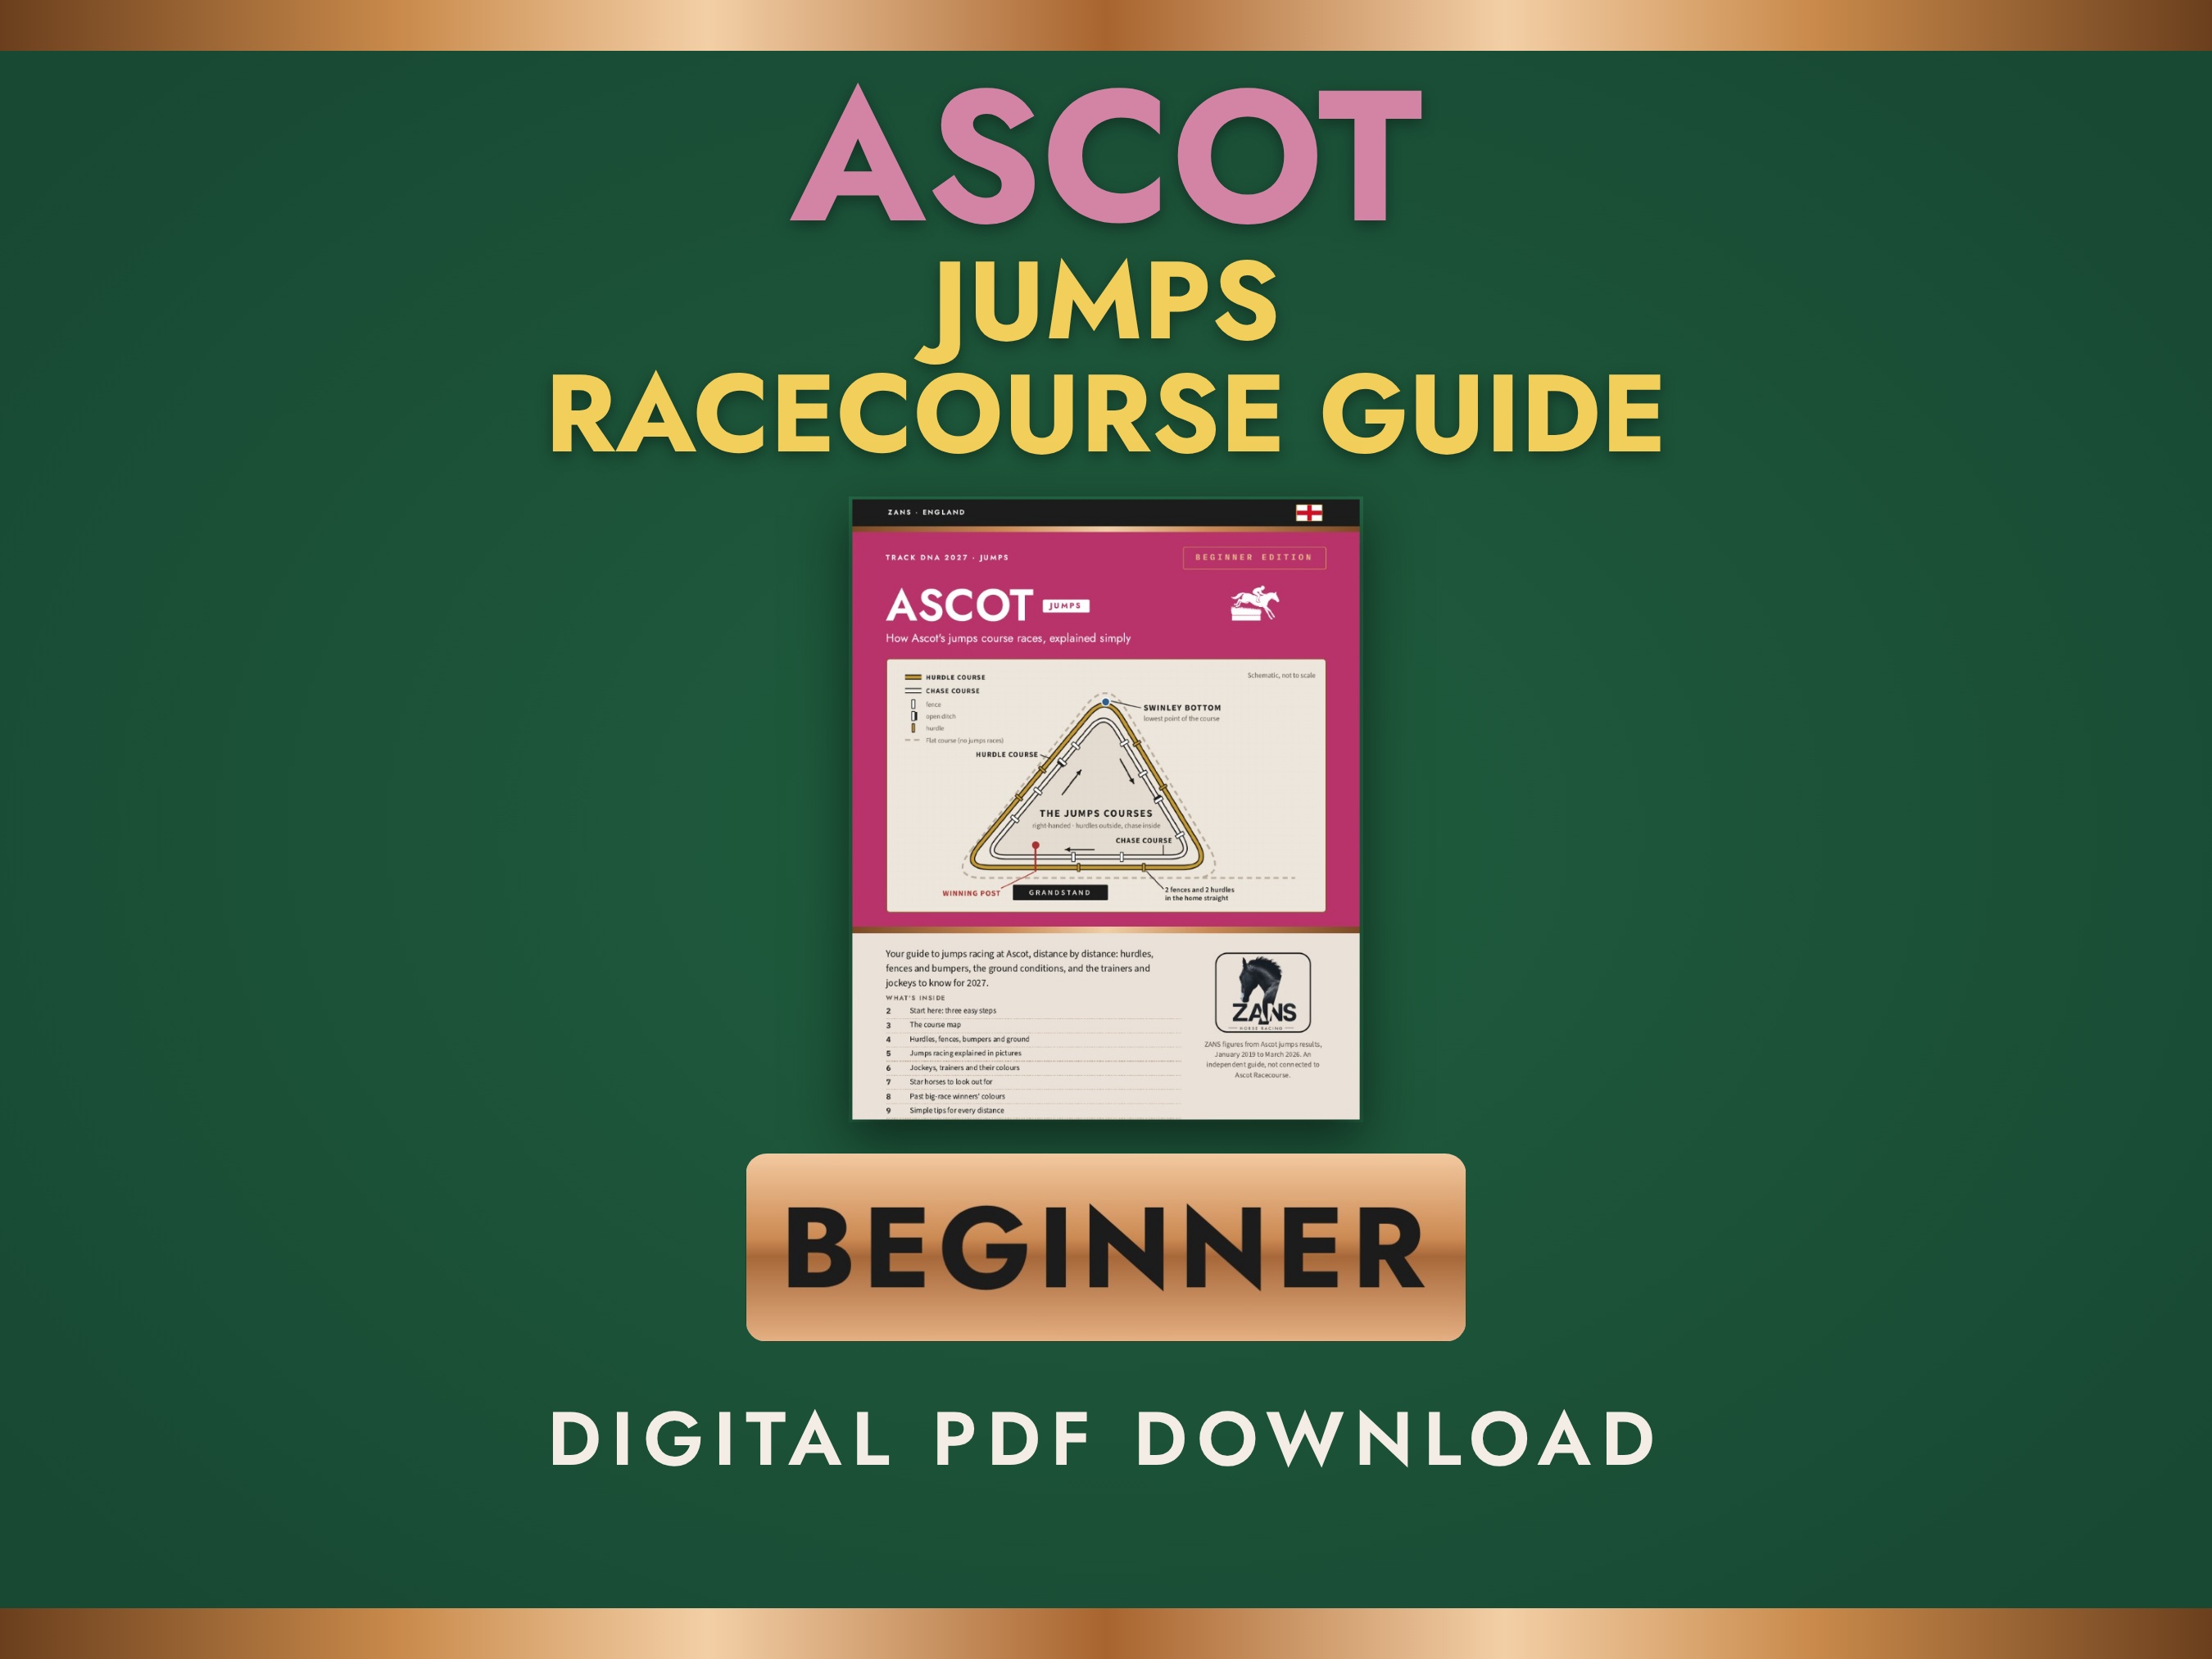 ASCOT
JUMPS
RACECOURSE GUIDE
ZANS · ENGLAND
TRACK DNA 2027 · JUMPS
BEGINNER EDITION
ASCOT JUMPS
How Ascot's jumps course races, explained simply
HURDLE COURSE
CHASE COURSE
fence
open ditch
hurdle
Flat course (no jumps races)
Schematic, not to scale
SWINLEY BOTTOM
lowest point of the course
HURDLE COURSE
THE JUMPS COURSES
right-handed · hurdles outside, chase inside
CHASE COURSE
WINNING POST
GRANDSTAND
2 fences and 2 hurdles
in the home straight
Your guide to jumps racing at Ascot, distance by distance: hurdles,
fences and bumpers, the ground conditions, and the trainers and
jockeys to know for 2027.
WHAT'S INSIDE
2 Start here: three easy steps
3 The course map
4 Hurdles, fences, bumpers and ground
5 Jumps racing explained in pictures
6 Jockeys, trainers and their colours
7 Star horses to look out for
8 Past big-race winners' colours
9 Simple tips for every distance
ZANS
HORSE RACING
ZANS figures from Ascot jumps results,
January 2019 to March 2026. An
independent guide, not connected to
Ascot Racecourse.
BEGINNER
DIGITAL PDF DOWNLOAD